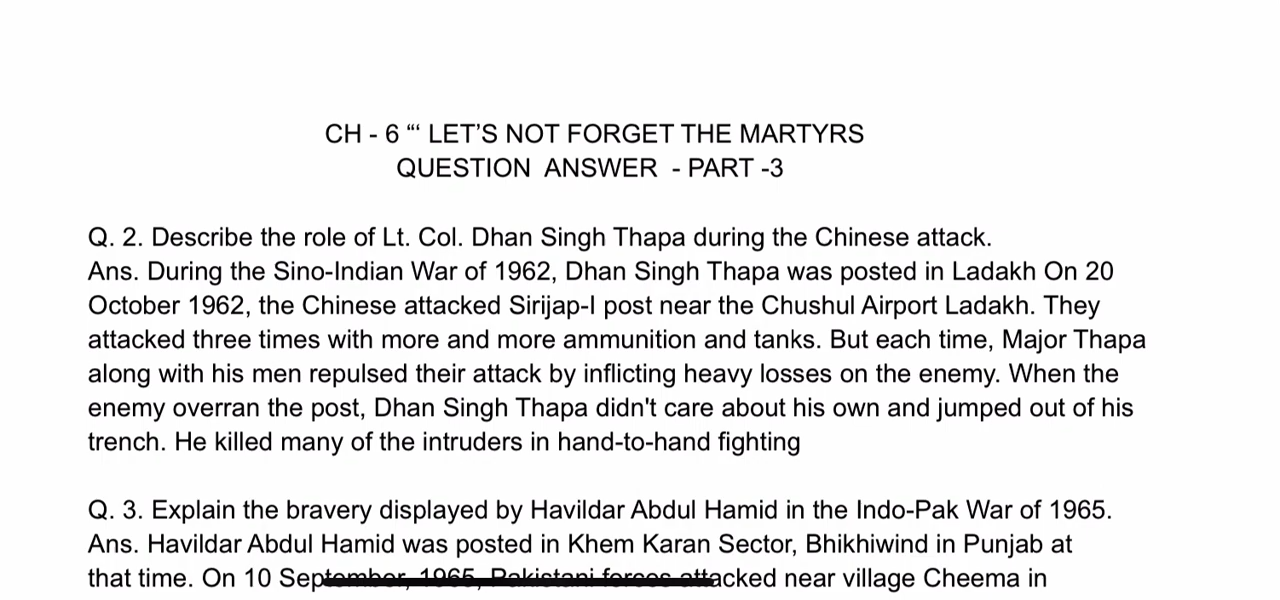 CH - 6 “‘ LET’S NOT FORGET THE MARTYRS
QUESTION ANSWER - PART -3
Q. 2. Describe the role of Lt. Col. Dhan Singh Thapa during the Chinese attack.
Ans. During the Sino-Indian War of 1962, Dhan Singh Thapa was posted in Ladakh On 20
October 1962, the Chinese attacked Sirijap-I post near the Chushul Airport Ladakh. They
attacked three times with more and more ammunition and tanks. But each time, Major Thapa
along with his men repulsed their attack by inflicting heavy losses on the enemy. When the
enemy overran the post, Dhan Singh Thapa didn't care about his own and jumped out of his
trench. He killed many of the intruders in hand-to-hand fighting
Q. 3. Explain the bravery displayed by Havildar Abdul Hamid in the Indo-Pak War of 1965.
Ans. Havildar Abdul Hamid was posted in Khem Karan Sector, Bhikhiwind in Punjab at
that time. On 10 September, 1965, Pakistani forces attacked near village Cheema in